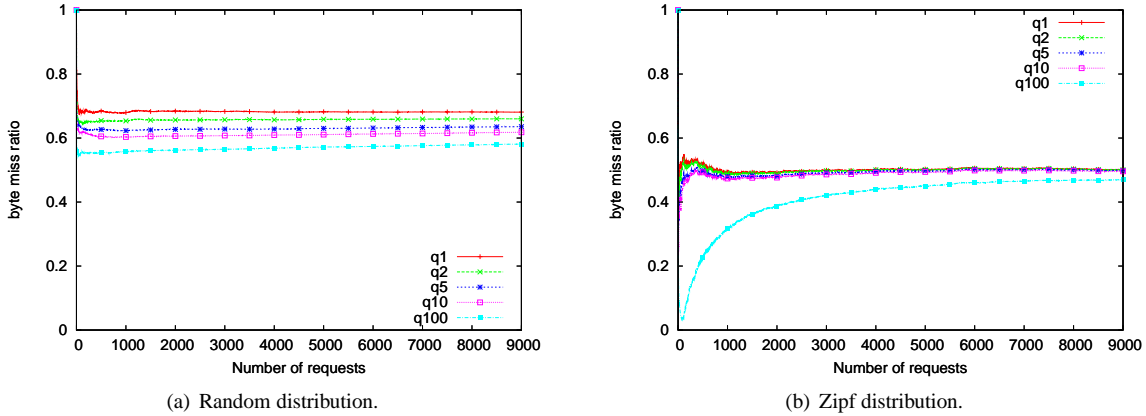 1
0.8
0.6
0.4
0.2
0
byte miss ratio
0 1000 2000 3000 4000 5000 6000 7000 8000 9000
Number of requests
q1
q2
q5
q10
q100
(a) Random distribution.
1
0.8
0.6
0.4
0.2
0
byte miss ratio
0 1000 2000 3000 4000 5000 6000 7000 8000 9000
Number of requests
q1
q2
q5
q10
q100
(b) Zipf distribution.